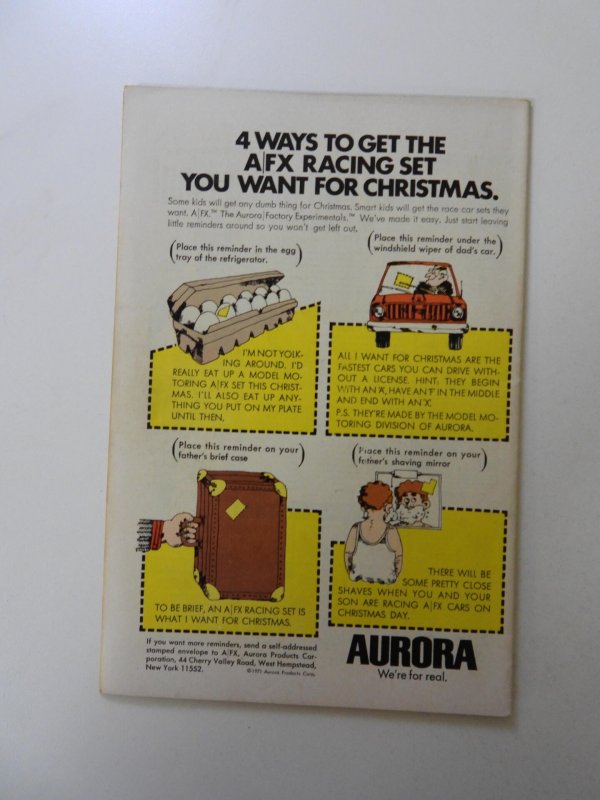 4 WAYS TO GET THE
A|FX RACING SET
YOU WANT FOR CHRISTMAS.
Some kids will get any dumb thing for Christmas. Smart kids will get the race car sets they
want. A|FX.™ The Aurora|Factory Experimentals.™ We've made it easy. Just start leaving
little reminders around so you won't get left out.
(Place this reminder in the egg
tray of the refrigerator.)
I'M NOT YOLK-
ING AROUND. I'D
REALLY EAT UP A MODEL MO-
TORING A|FX SET THIS CHRIST-
MAS. I'LL ALSO EAT UP ANY-
THING YOU PUT ON MY PLATE
UNTIL THEN.
(Place this reminder under the
windshield wiper of dad's car.)
ALL I WANT FOR CHRISTMAS ARE THE
FASTEST CARS YOU CAN DRIVE WITH-
OUT A LICENSE. HINT: THEY BEGIN
WITH AN 'A', HAVE AN 'F' IN THE MIDDLE
AND END WITH AN 'X'.
P.S. THEY'RE MADE BY THE MODEL MO-
TORING DIVISION OF AURORA.
(Place this reminder on your
father's brief case)
TO BE BRIEF, AN A|FX RACING SET IS
WHAT I WANT FOR CHRISTMAS.
(Place this reminder on your
father's shaving mirror)
THERE WILL BE
SOME PRETTY CLOSE
SHAVES WHEN YOU AND YOUR
SON ARE RACING A|FX CARS ON
CHRISTMAS DAY.
If you want more reminders, send a self-addressed
stamped envelope to A|FX, Aurora Products Cor-
poration, 44 Cherry Valley Road, West Hempstead,
New York 11552.
©1971 Aurora Products Corp.
AURORA
We're for real.